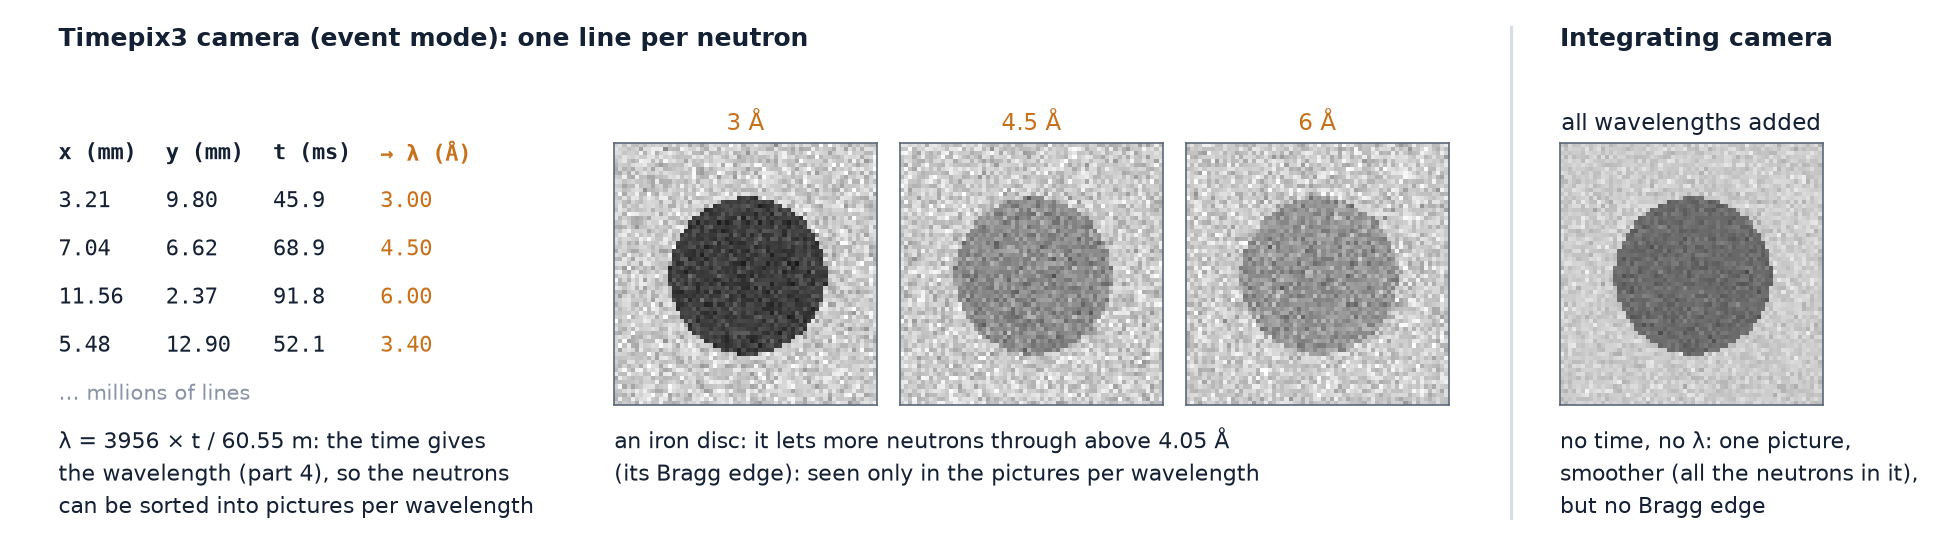 Timepix3 camera (event mode): one line per neutron
x (mm) y (mm) t (ms) → λ (Å)
3.21 9.80 45.9 3.00
7.04 6.62 68.9 4.50
11.56 2.37 91.8 6.00
5.48 12.90 52.1 3.40
... millions of lines
λ = 3956 × t / 60.55 m: the time gives
the wavelength (part 4), so the neutrons
can be sorted into pictures per wavelength
3 Å
4.5 Å
6 Å
an iron disc: it lets more neutrons through above 4.05 Å
(its Bragg edge): seen only in the pictures per wavelength
Integrating camera
all wavelengths added
no time, no λ: one picture,
smoother (all the neutrons in it),
but no Bragg edge